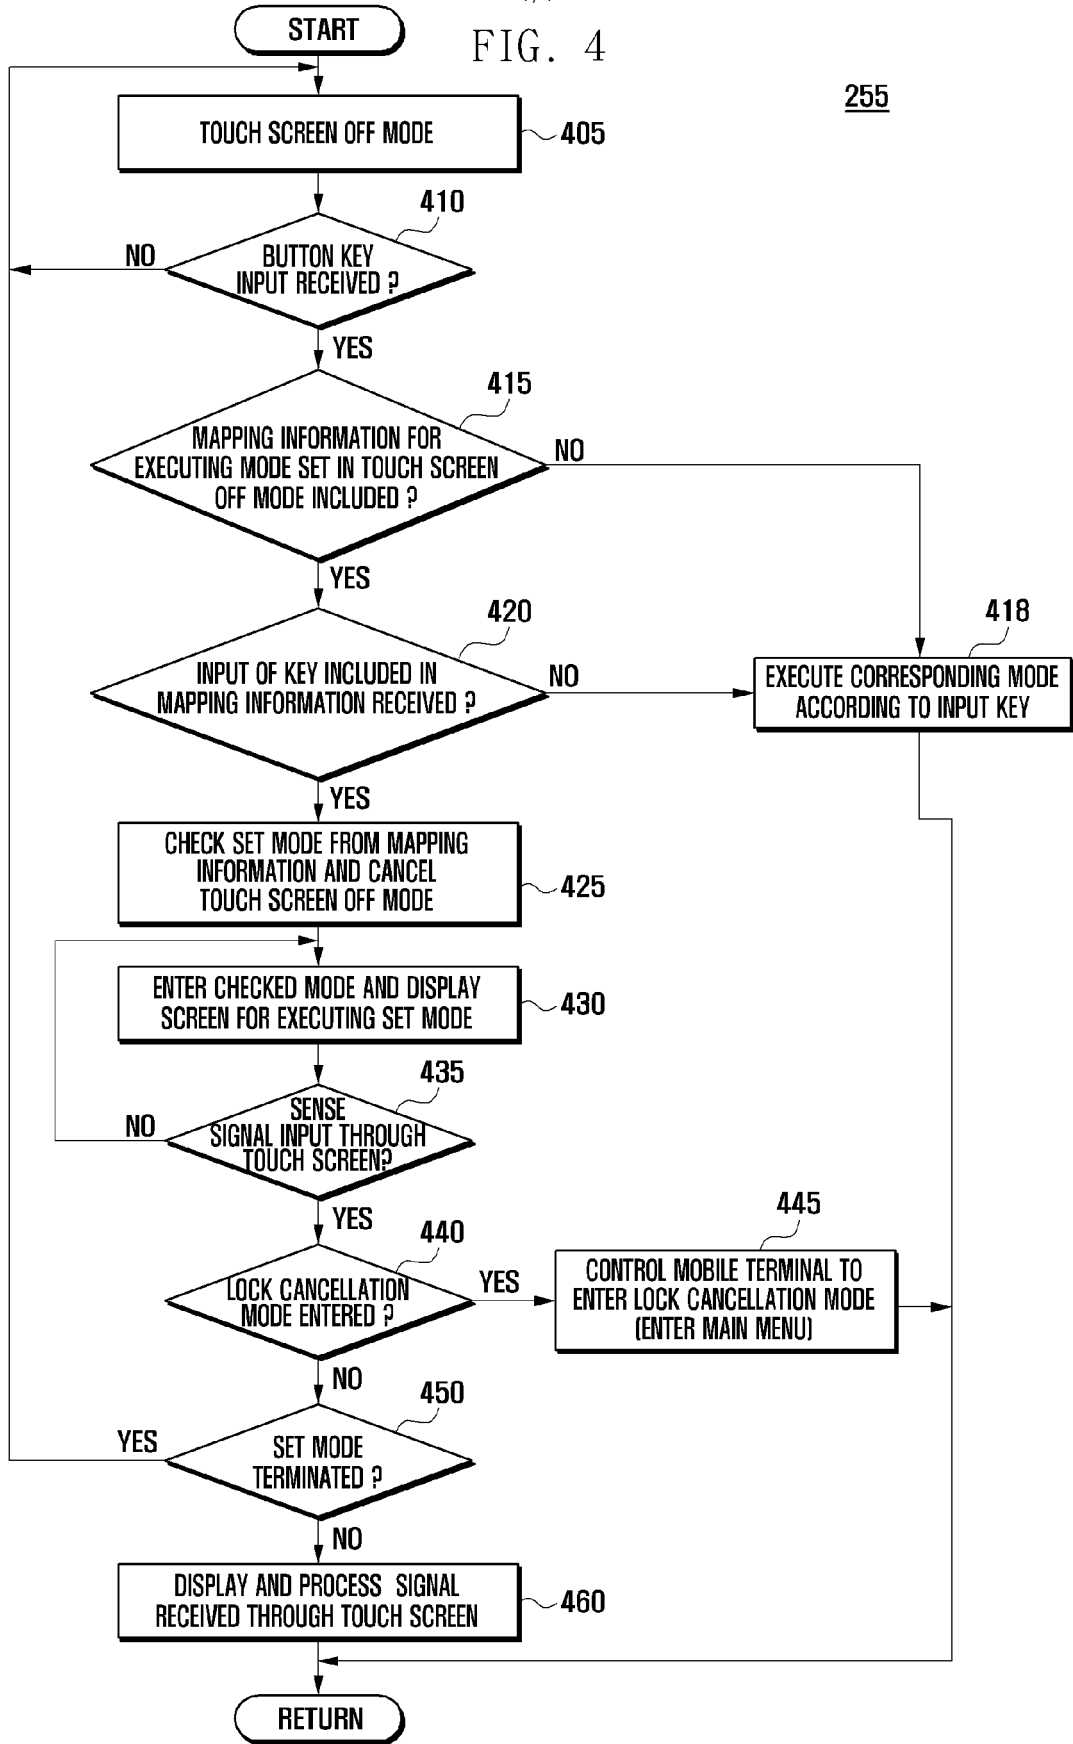 START
FIG. 4
255
TOUCH SCREEN OFF MODE
405
410
NO
BUTTON KEY
INPUT RECEIVED ?
YES
415
MAPPING INFORMATION FOR
EXECUTING MODE SET IN TOUCH SCREEN
OFF MODE INCLUDED ?
NO
YES
420
418
INPUT OF KEY INCLUDED IN
MAPPING INFORMATION RECEIVED ?
NO
EXECUTE CORRESPONDING MODE
ACCORDING TO INPUT KEY
YES
CHECK SET MODE FROM MAPPING
INFORMATION AND CANCEL
TOUCH SCREEN OFF MODE
425
ENTER CHECKED MODE AND DISPLAY
SCREEN FOR EXECUTING SET MODE
430
435
NO
SENSE
SIGNAL INPUT THROUGH
TOUCH SCREEN?
YES
440
445
LOCK CANCELLATION
MODE ENTERED ?
YES
CONTROL MOBILE TERMINAL TO
ENTER LOCK CANCELLATION MODE
(ENTER MAIN MENU)
NO
450
YES
SET MODE
TERMINATED ?
NO
DISPLAY AND PROCESS SIGNAL
RECEIVED THROUGH TOUCH SCREEN
460
RETURN